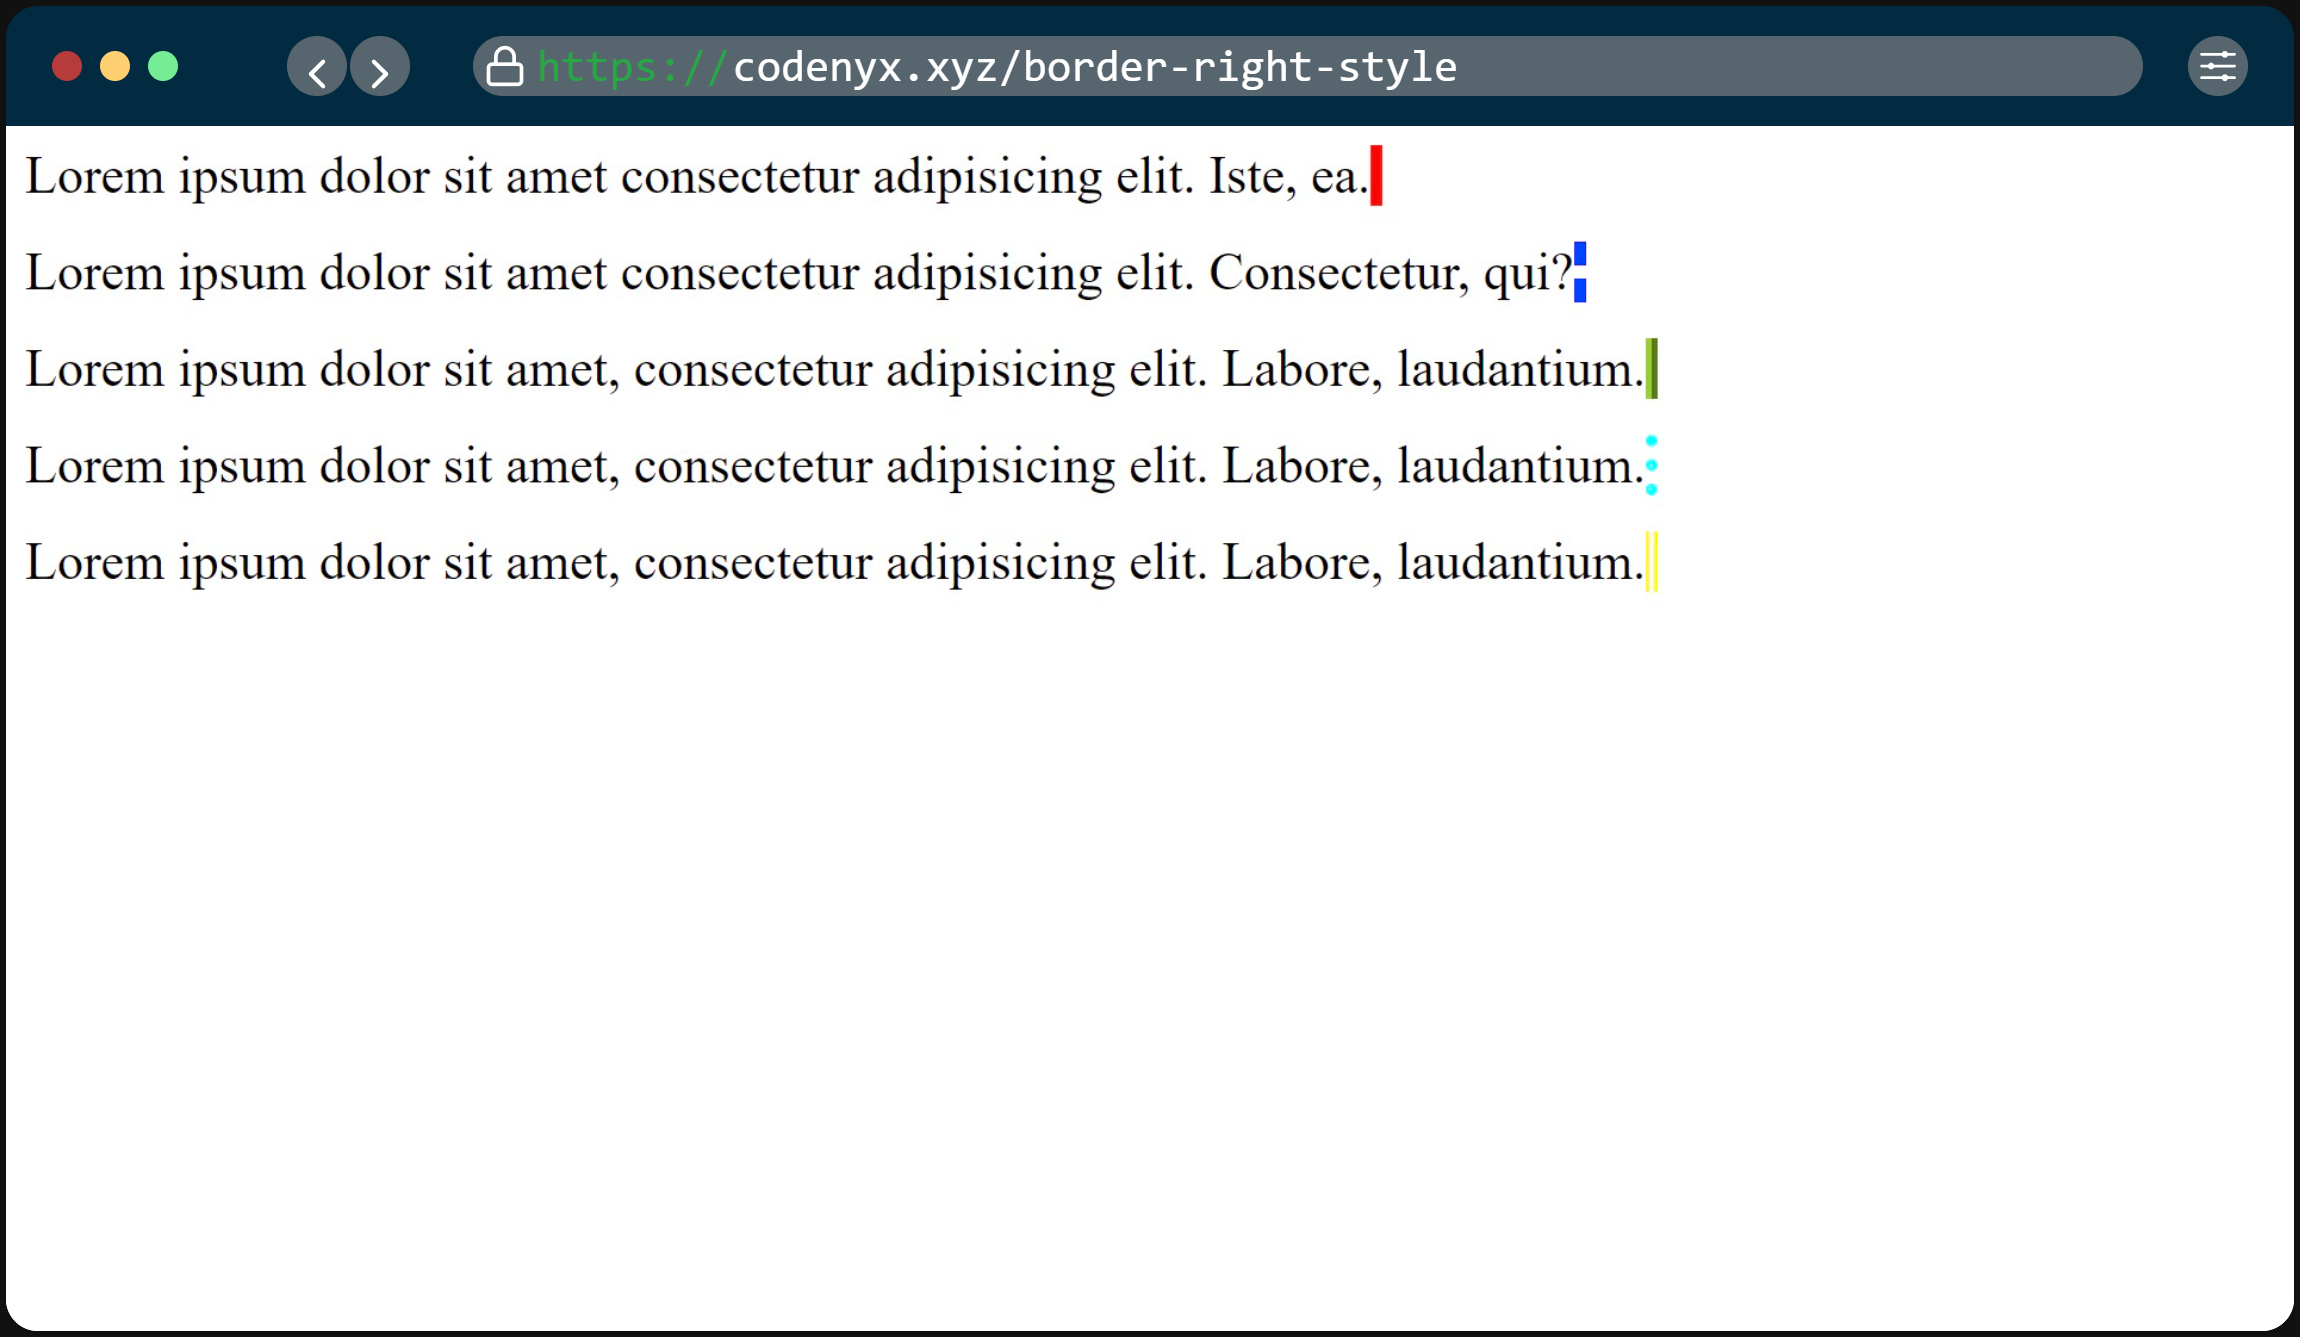 https://codenyx.xyz/border-right-style
Lorem ipsum dolor sit amet consectetur adipisicing elit. Iste, ea.
Lorem ipsum dolor sit amet consectetur adipisicing elit. Consectetur, qui?
Lorem ipsum dolor sit amet, consectetur adipisicing elit. Labore, laudantium.
Lorem ipsum dolor sit amet, consectetur adipisicing elit. Labore, laudantium.
Lorem ipsum dolor sit amet, consectetur adipisicing elit. Labore, laudantium.